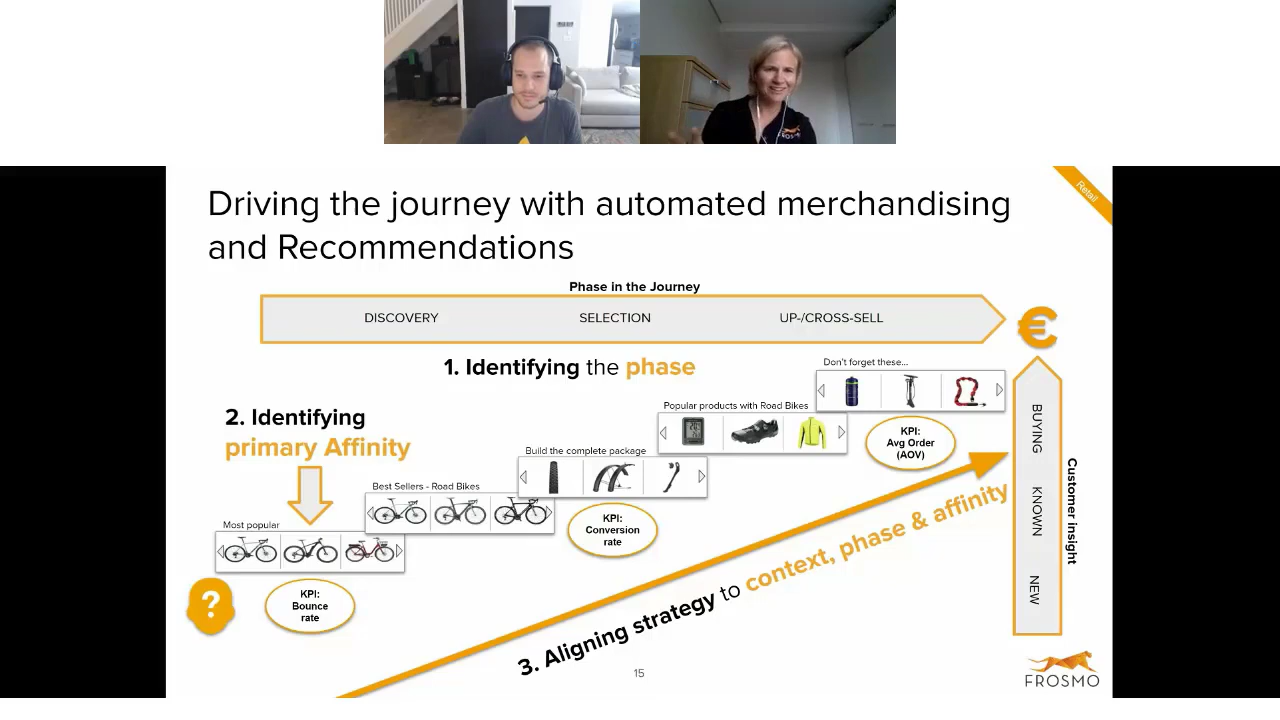 FROSMO
Driving the journey with automated merchandising
and Recommendations
Retail
Phase in the Journey
DISCOVERY
SELECTION
UP-/CROSS-SELL
€
1. Identifying the phase
Don't forget these...
2. Identifying
primary Affinity
Popular products with Road Bikes
KPI:
Avg Order
(AOV)
Build the complete package
Best Sellers - Road Bikes
KPI:
Conversion
rate
Most popular
?
KPI:
Bounce
rate
3. Aligning strategy to context, phase & affinity
BUYING
KNOWN
NEW
Customer insight
15
FROSMO